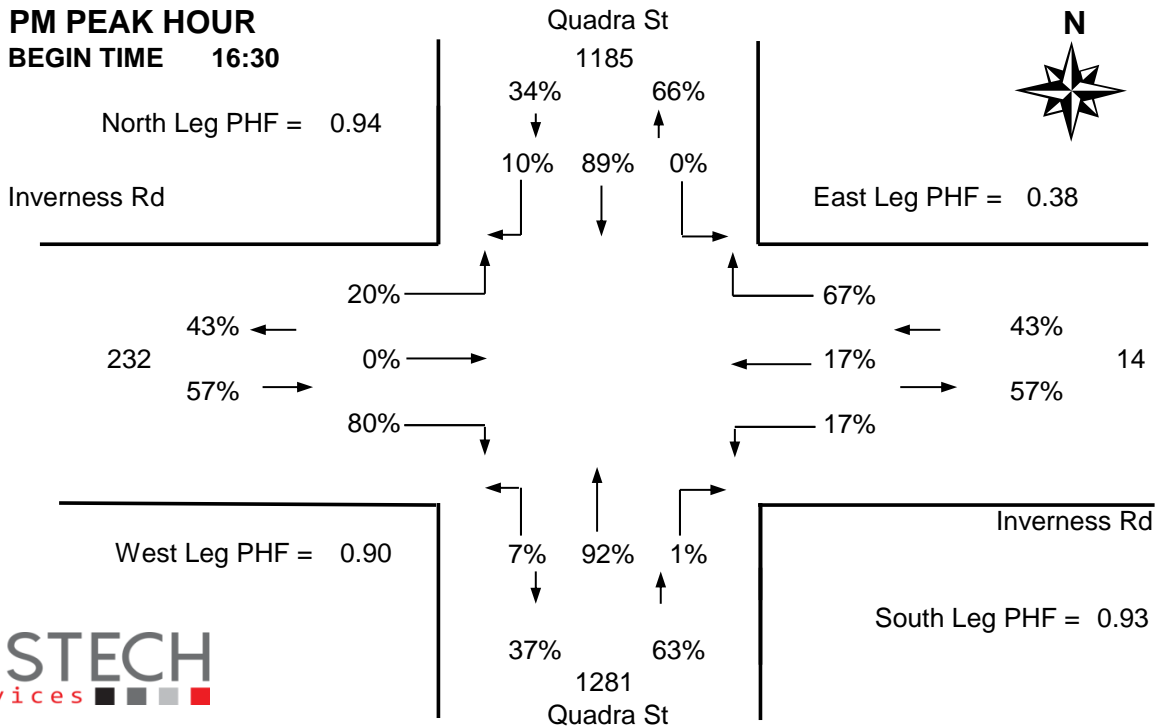 PM PEAK HOUR
BEGIN TIME 16:30
Quadra St
1185
N
34% 66%
North Leg PHF = 0.94
10% 89% 0%
Inverness Rd
East Leg PHF = 0.38
20% 67%
43% 43%
232 0% 17% 14
57% 57%
80% 17%
Inverness Rd
West Leg PHF = 0.90
7% 92% 1%
South Leg PHF = 0.93
37% 63%
1281
Quadra St
STECH
vices